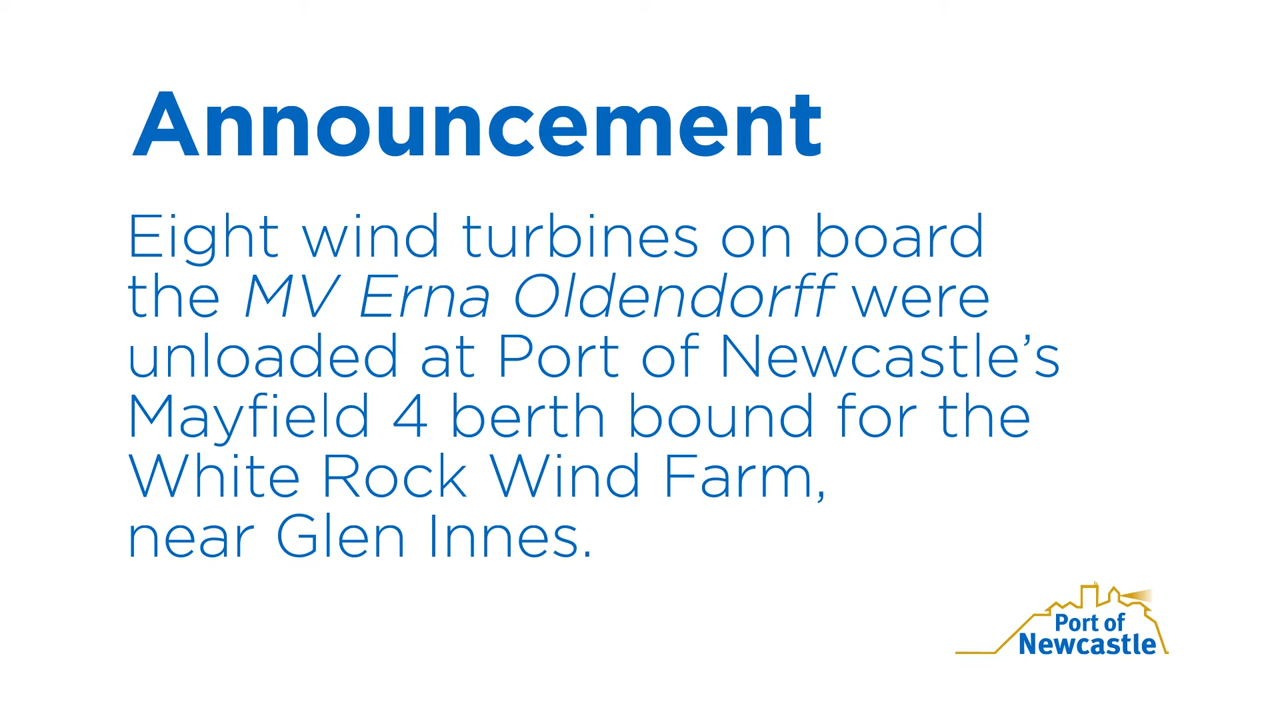 Announcement
Eight wind turbines on board
the MV Erna Oldendorff were
unloaded at Port of Newcastle’s
Mayfield 4 berth bound for the
White Rock Wind Farm,
near Glen Innes.
Port of
Newcastle